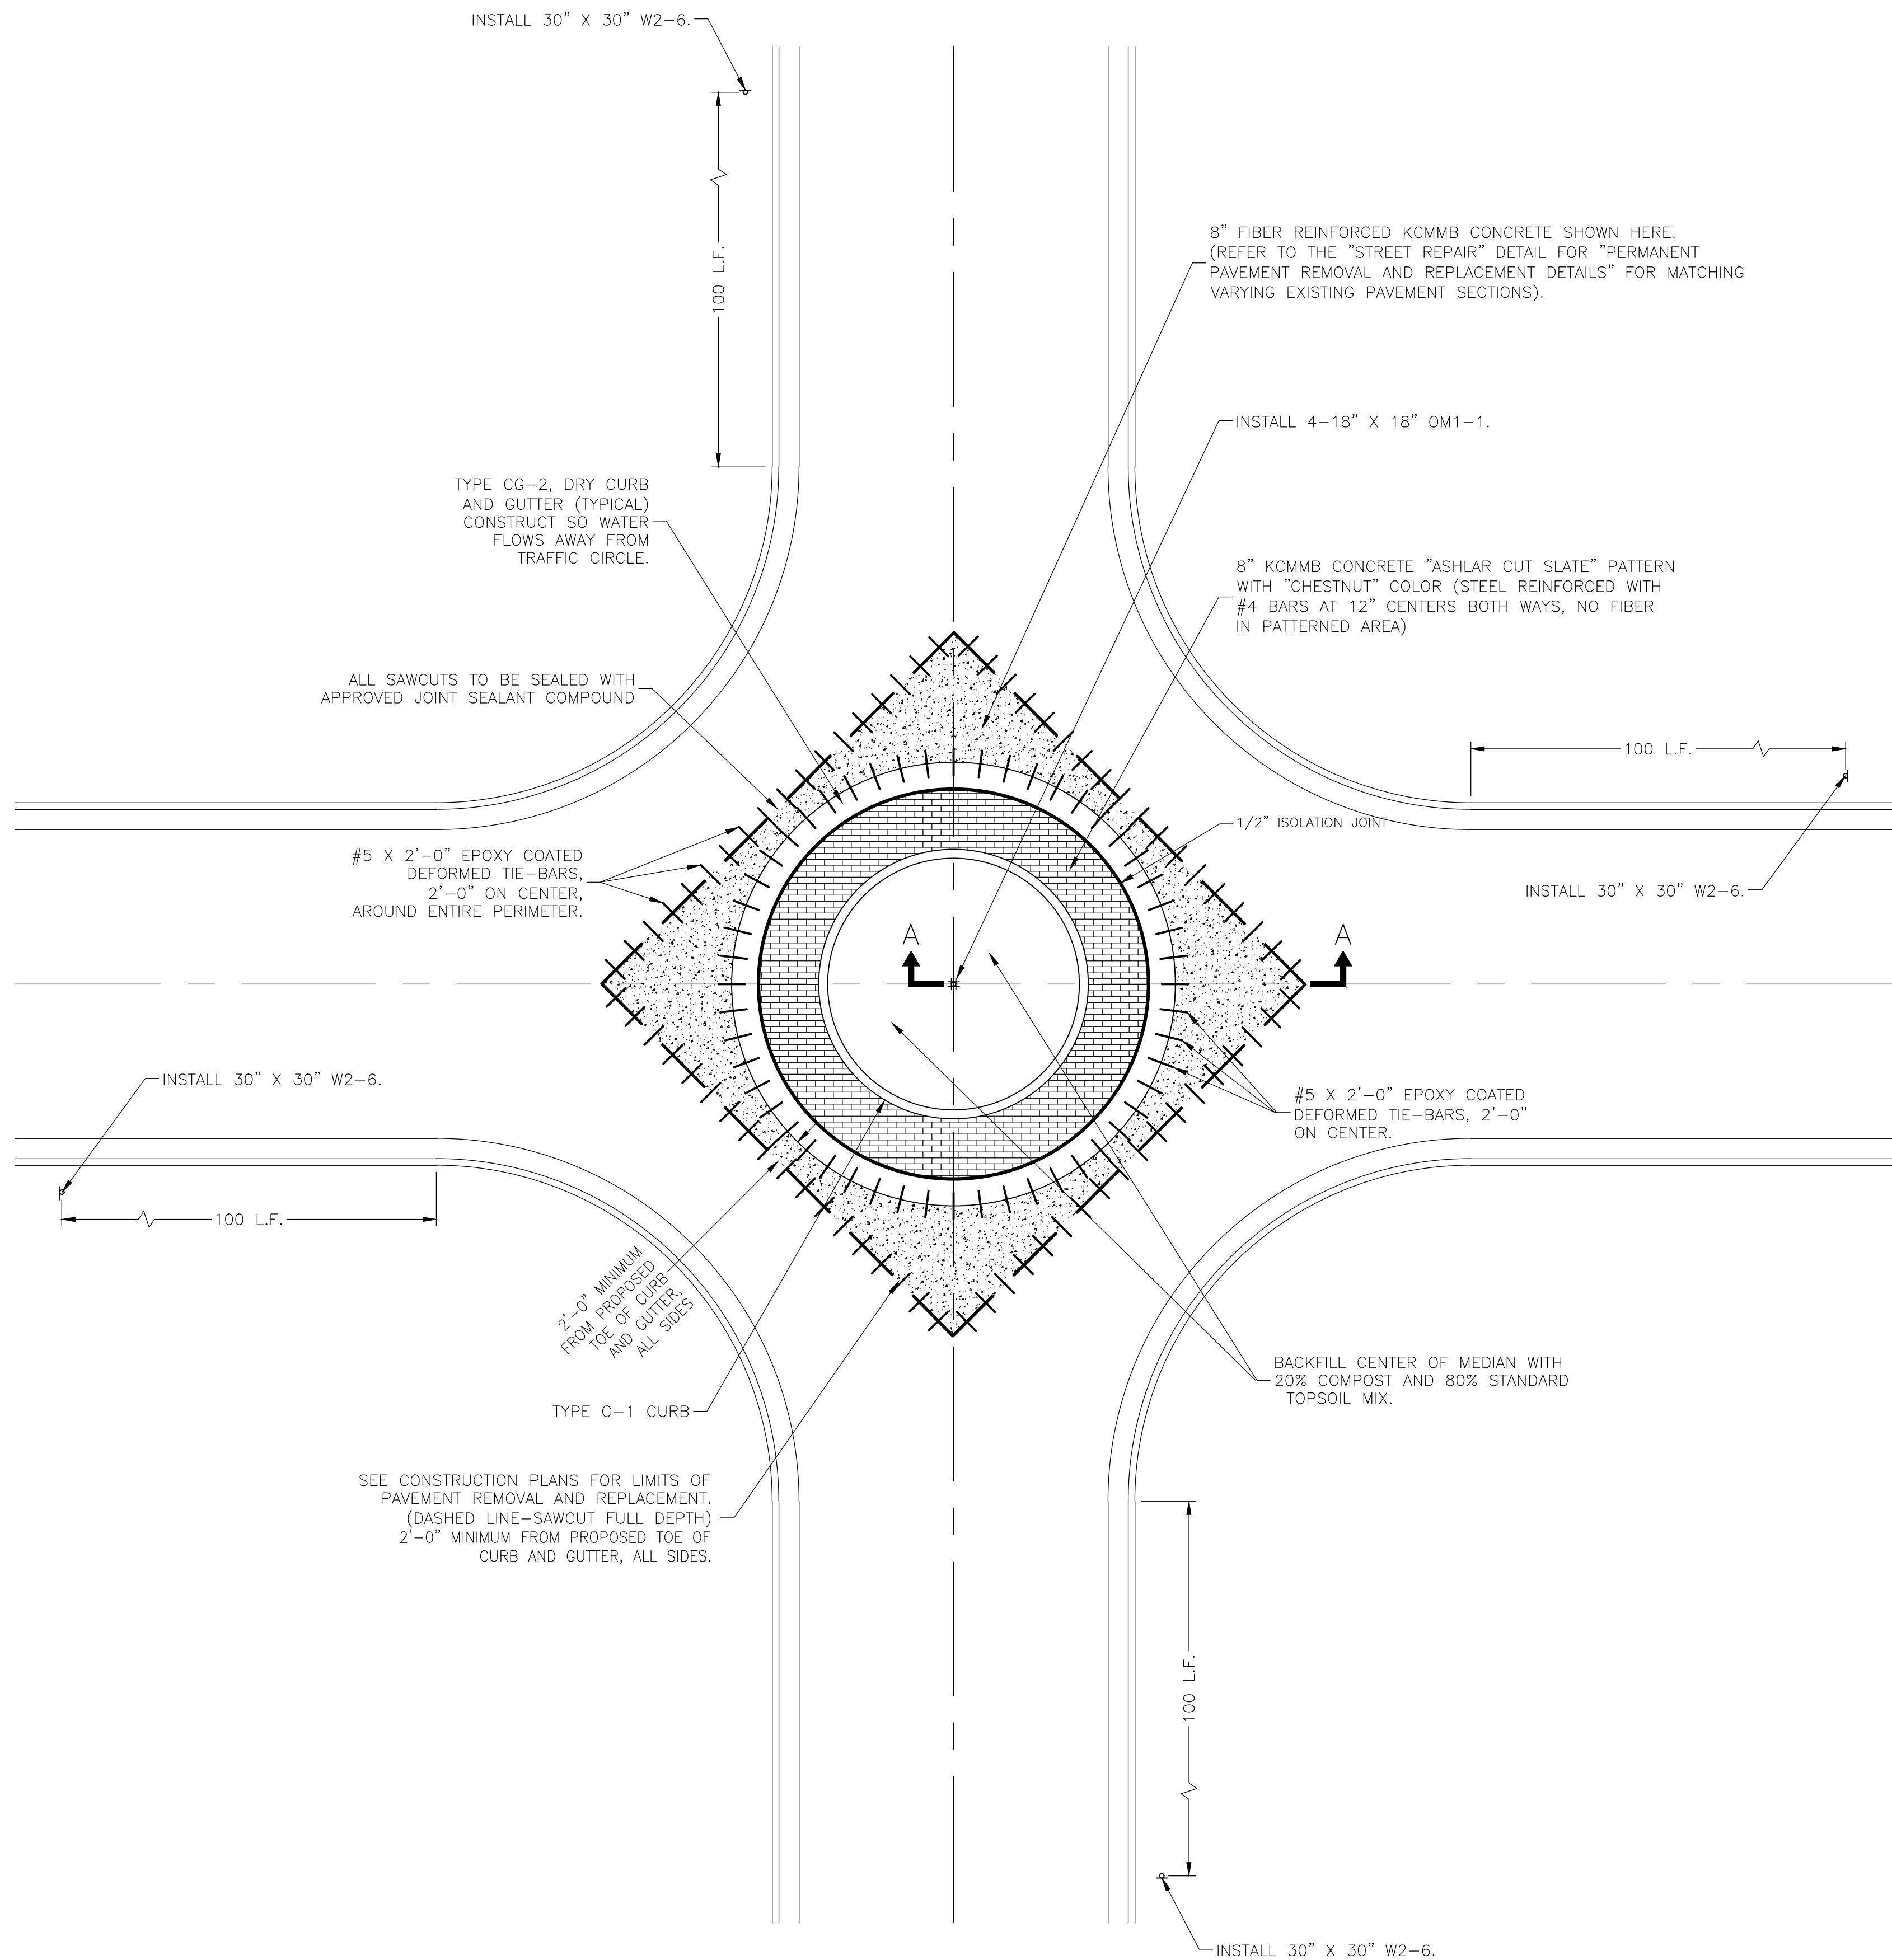 INSTALL 30" X 30" W2-6.
100 L.F.
8" FIBER REINFORCED KCMMB CONCRETE SHOWN HERE.
(REFER TO THE "STREET REPAIR" DETAIL FOR "PERMANENT
PAVEMENT REMOVAL AND REPLACEMENT DETAILS" FOR MATCHING
VARYING EXISTING PAVEMENT SECTIONS).
INSTALL 4-18" X 18" OM1-1.
TYPE CG-2, DRY CURB
AND GUTTER (TYPICAL)
CONSTRUCT SO WATER
FLOWS AWAY FROM
TRAFFIC CIRCLE.
8" KCMMB CONCRETE "ASHLAR CUT SLATE" PATTERN
WITH "CHESTNUT" COLOR (STEEL REINFORCED WITH
#4 BARS AT 12" CENTERS BOTH WAYS, NO FIBER
IN PATTERNED AREA)
ALL SAWCUTS TO BE SEALED WITH
APPROVED JOINT SEALANT COMPOUND
100 L.F.
1/2" ISOLATION JOINT
#5 X 2'-0" EPOXY COATED
DEFORMED TIE-BARS,
2'-0" ON CENTER,
AROUND ENTIRE PERIMETER.
INSTALL 30" X 30" W2-6.
A
A
INSTALL 30" X 30" W2-6.
#5 X 2'-0" EPOXY COATED
DEFORMED TIE-BARS, 2'-0"
ON CENTER.
100 L.F.
2'-0" MINIMUM
FROM PROPOSED
TOE OF CURB
AND GUTTER,
ALL SIDES
BACKFILL CENTER OF MEDIAN WITH
20% COMPOST AND 80% STANDARD
TOPSOIL MIX.
TYPE C-1 CURB
SEE CONSTRUCTION PLANS FOR LIMITS OF
PAVEMENT REMOVAL AND REPLACEMENT.
(DASHED LINE-SAWCUT FULL DEPTH)
2'-0" MINIMUM FROM PROPOSED TOE OF
CURB AND GUTTER, ALL SIDES.
100 L.F.
INSTALL 30" X 30" W2-6.